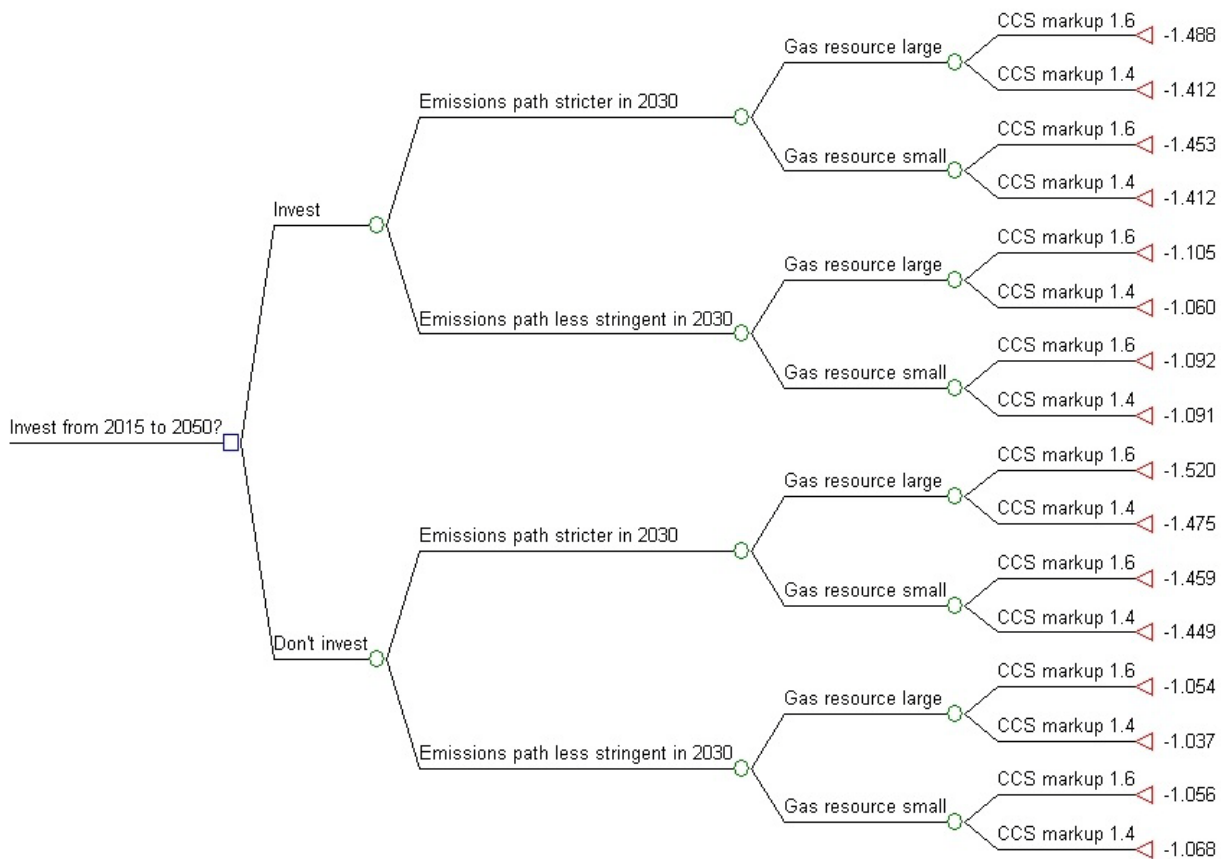 CCS markup 1.6
-1.488
Gas resource large
CCS markup 1.4
-1.412
Emissions path stricter in 2030
CCS markup 1.6
-1.453
Gas resource small
CCS markup 1.4
-1.412
Invest
CCS markup 1.6
-1.105
Gas resource large
CCS markup 1.4
-1.060
Emissions path less stringent in 2030
CCS markup 1.6
-1.092
Gas resource small
CCS markup 1.4
-1.091
Invest from 2015 to 2050?
CCS markup 1.6
-1.520
Gas resource large
CCS markup 1.4
-1.475
Emissions path stricter in 2030
CCS markup 1.6
-1.459
Gas resource small
CCS markup 1.4
-1.449
Don't invest
CCS markup 1.6
-1.054
Gas resource large
CCS markup 1.4
-1.037
Emissions path less stringent in 2030
CCS markup 1.6
-1.056
Gas resource small
CCS markup 1.4
-1.068